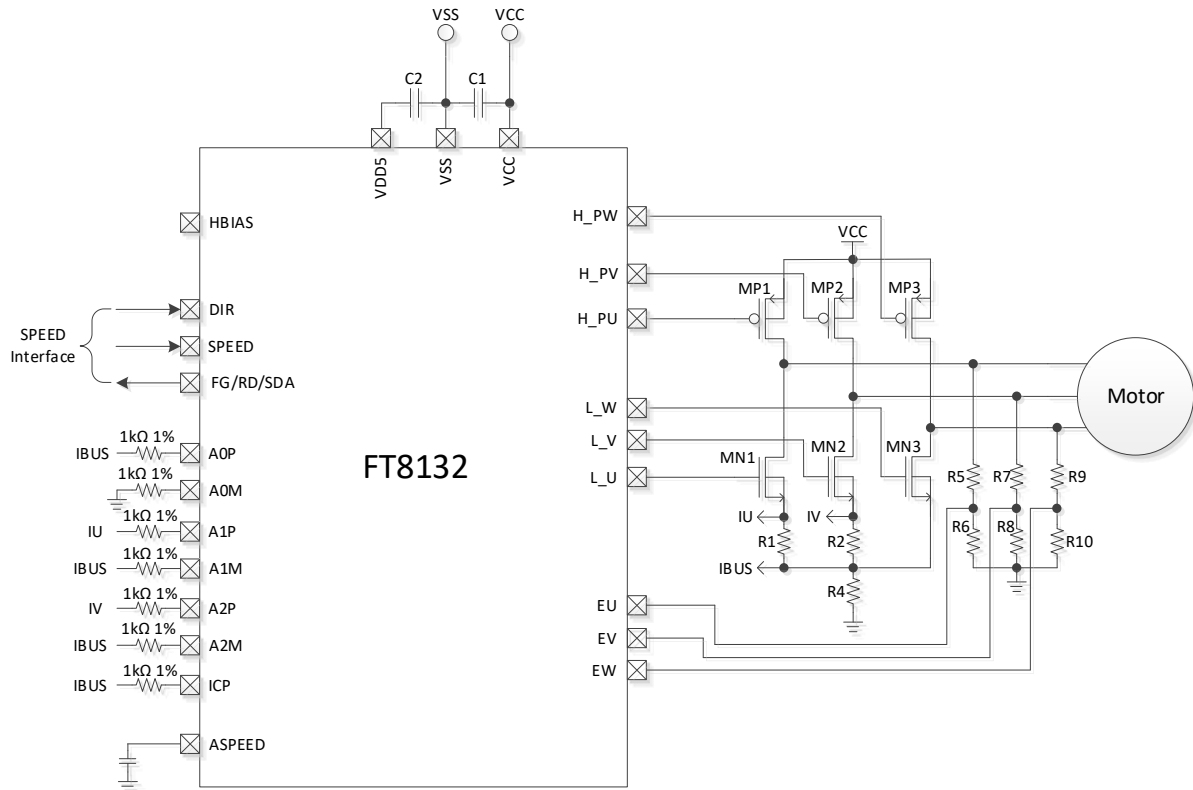 VSS
VCC
C2
C1
VDD5
VSS
VCC
HBIAS
DIR
SPEED
FG/RD/SDA
SPEED
Interface
IBUS
1kΩ 1%
A0P
1kΩ 1%
A0M
IU
1kΩ 1%
A1P
IBUS
1kΩ 1%
A1M
IV
1kΩ 1%
A2P
IBUS
1kΩ 1%
A2M
IBUS
1kΩ 1%
ICP
ASPEED
FT8132
H_PW
H_PV
H_PU
L_W
L_V
L_U
EU
EV
EW
VCC
MP1
MP2
MP3
MN1
MN2
MN3
IU
IV
R1
R2
IBUS
R4
R5
R7
R9
R6
R8
R10
Motor